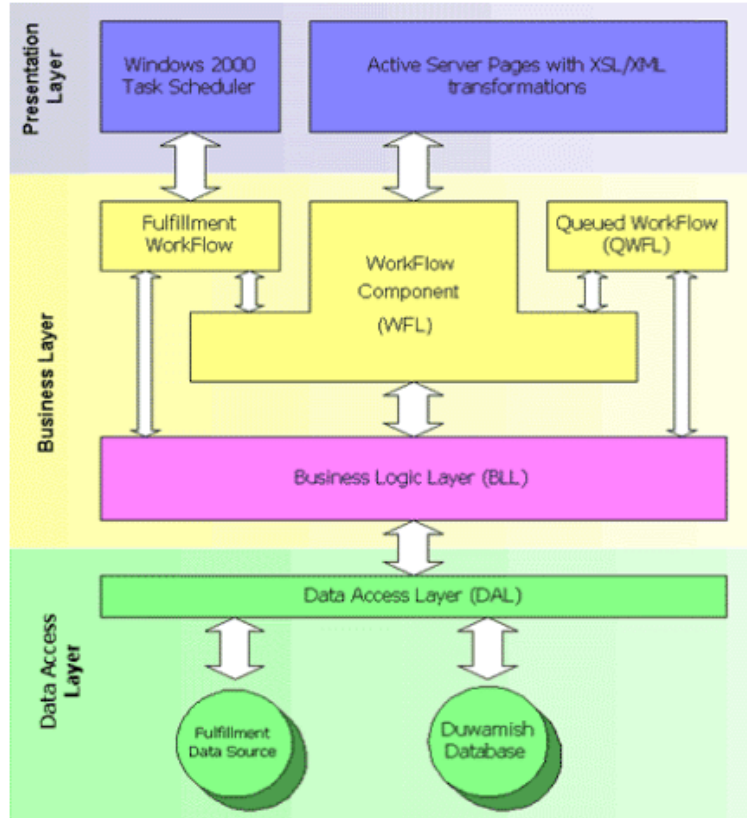 Presentation
Layer
Windows 2000
Task Scheduler
Active Server Pages with XSL/XML
transformations
Business Layer
Fulfillment
WorkFlow
WorkFlow
Component
(WFL)
Queued WorkFlow
(QWFL)
Business Logic Layer (BLL)
Data Access
Layer
Data Access Layer (DAL)
Fulfillment
Data Source
Duwamish
Database